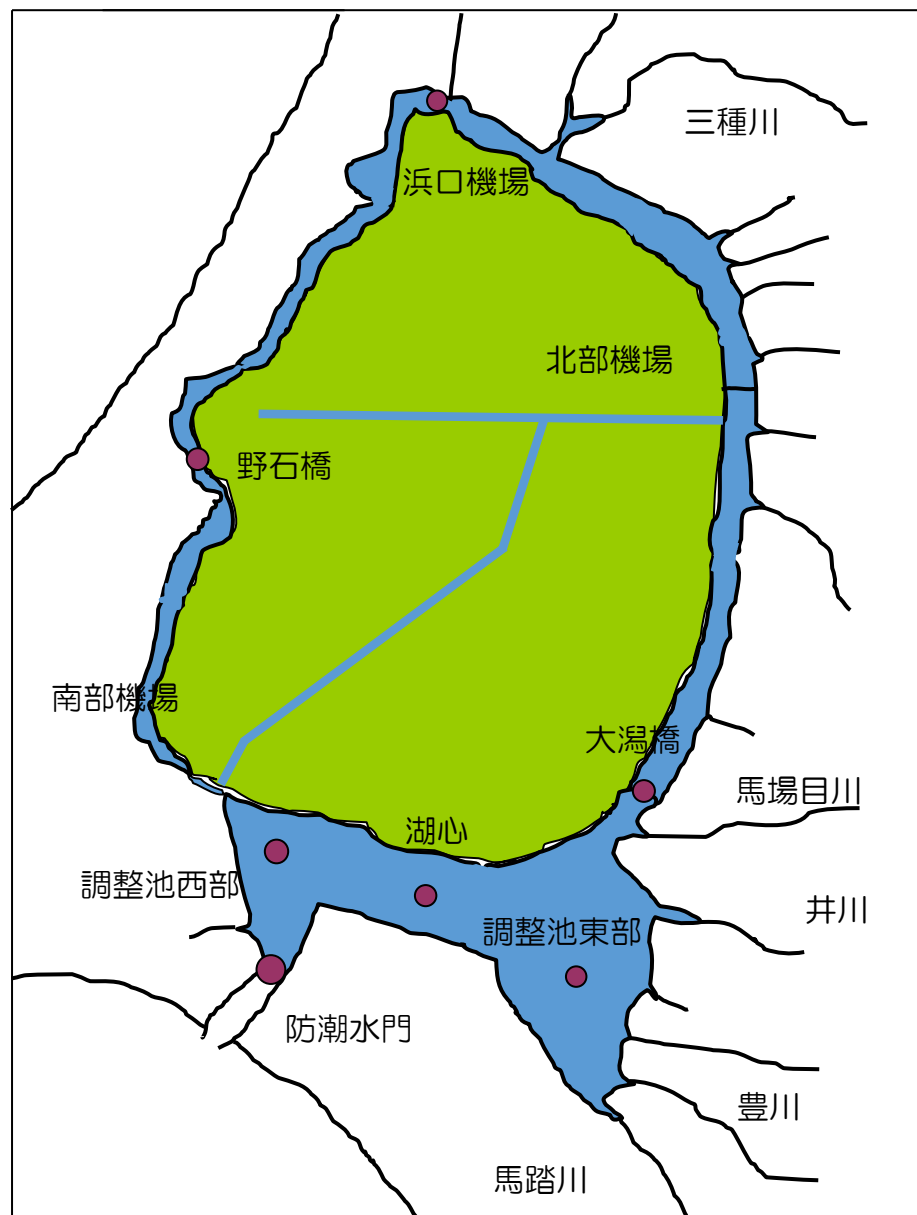 三種川
浜口機場
北部機場
野石橋
南部機場
大潟橋
馬場目川
湖心
調整池西部
井川
調整池東部
防潮水門
豊川
馬踏川